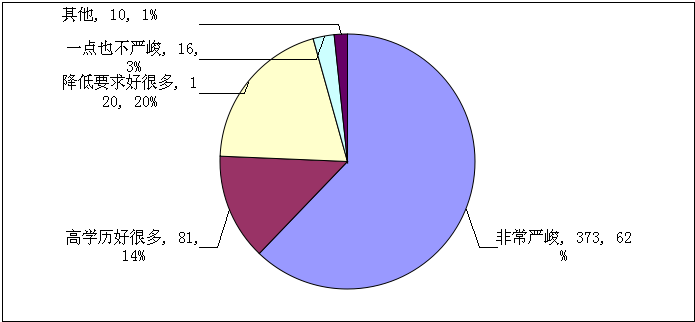 其他, 10, 1%
一点也不严峻, 16,
3%
降低要求好很多, 1
20, 20%
高学历好很多, 81,
14%
非常严峻, 373, 62
%